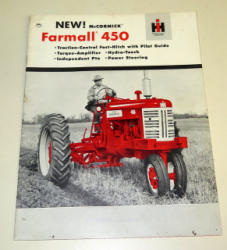 NEW! McCORMICK
Farmall 450
• Traction-Control Fast-Hitch with Pilot Guide
• Torque-Amplifier • Hydra-Touch
• Independent Pto • Power Steering
IH